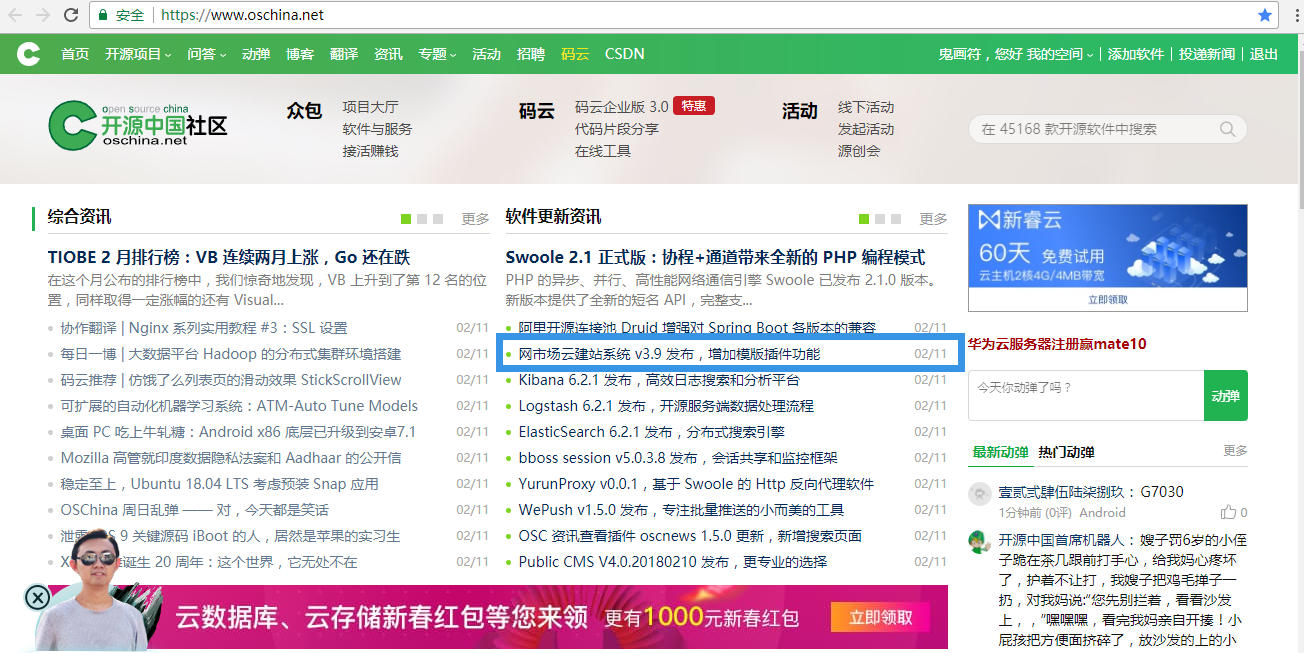 安全 https://www.oschina.net
首页 开源项目 问答 动弹 博客 翻译 资讯 专题 活动 招聘 码云 CSDN 鬼画符，您好 我的空间 | 添加软件 | 投递新闻 | 退出
open source china
开源中国社区
oschina.net
众包
项目大厅
软件与服务
接活赚钱
码云
码云企业版 3.0 特惠
代码片段分享
在线工具
活动
线下活动
发起活动
源创会
在 45168 款开源软件中搜索
综合资讯 更多
TIOBE 2 月排行榜：VB 连续两月上涨，Go 还在跌
在这个月公布的排行榜中，我们惊奇地发现，VB 上升到了第 12 名的位
置，同样取得一定涨幅的还有 Visual...
协作翻译 | Nginx 系列实用教程 #3：SSL 设置 02/11
每日一博 | 大数据平台 Hadoop 的分布式集群环境搭建 02/11
码云推荐 | 仿饿了么列表页的滑动效果 StickScrollView 02/11
可扩展的自动化机器学习系统：ATM-Auto Tune Models 02/11
桌面 PC 吃上牛轧糖：Android x86 底层已升级到安卓7.1 02/11
Mozilla 高管就印度数据隐私法案和 Aadhaar 的公开信 02/11
稳定至上，Ubuntu 18.04 LTS 考虑预装 Snap 应用 02/11
OSChina 周日乱弹 —— 对，今天都是笑话 02/11
泄露 S 9 关键源码 iBoot 的人，居然是苹果的实习生 02/11
X 诞生 20 周年：这个世界，它无处不在 02/11
软件更新资讯 更多
Swoole 2.1 正式版：协程+通道带来全新的 PHP 编程模式
PHP 的异步、并行、高性能网络通信引擎 Swoole 已发布 2.1.0 版本。
新版本提供了全新的短名 API，完整支...
阿里开源连接池 Druid 增强对 Spring Boot 各版本的兼容 02/11
网市场云建站系统 v3.9 发布，增加模版插件功能 02/11
Kibana 6.2.1 发布，高效日志搜索和分析平台 02/11
Logstash 6.2.1 发布，开源服务端数据处理流程 02/11
ElasticSearch 6.2.1 发布，分布式搜索引擎 02/11
bboss session v5.0.3.8 发布，会话共享和监控框架 02/11
YurunProxy v0.0.1，基于 Swoole 的 Http 反向代理软件 02/11
WePush v1.5.0 发布，专注批量推送的小而美的工具 02/11
OSC 资讯查看插件 oscnews 1.5.0 更新，新增搜索页面 02/11
Public CMS V4.0.20180210 发布，更专业的选择 02/11
新睿云
60天 免费试用
云主机2核4G/4MB带宽
立即领取
华为云服务器注册赢mate10
今天你动弹了吗？
动弹
最新动弹 热门动弹 更多
壹贰弍肆伍陆柒捌玖： G7030
1分钟前 (0评) Android 0
开源中国首席机器人： 嫂子罚6岁的小侄
子跪在茶几跟前打手心，给我妈心疼坏
了，护着不让打，我嫂子把鸡毛掸子一
扔，对我妈说:“您先别拦着，看看沙发
上，，“嘿嘿嘿，看完我妈亲自开揍！小
屁孩把方便面挤碎了，放沙发的上的小
云数据库、云存储新春红包等您来领 更有1000元新春红包 立即领取